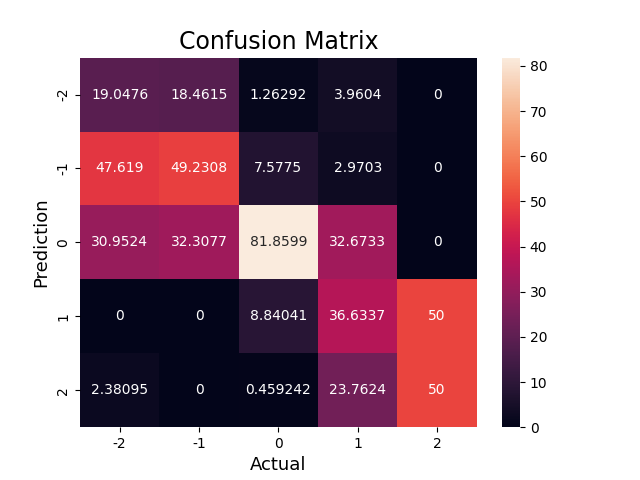 Confusion Matrix
-2 19.0476 18.4615 1.26292 3.9604 0
-1 47.619 49.2308 7.5775 2.9703 0
0 30.9524 32.3077 81.8599 32.6733 0
1 0 0 8.84041 36.6337 50
2 2.38095 0 0.459242 23.7624 50
-2 -1 0 1 2
Prediction
Actual
80
70
60
50
40
30
20
10
0